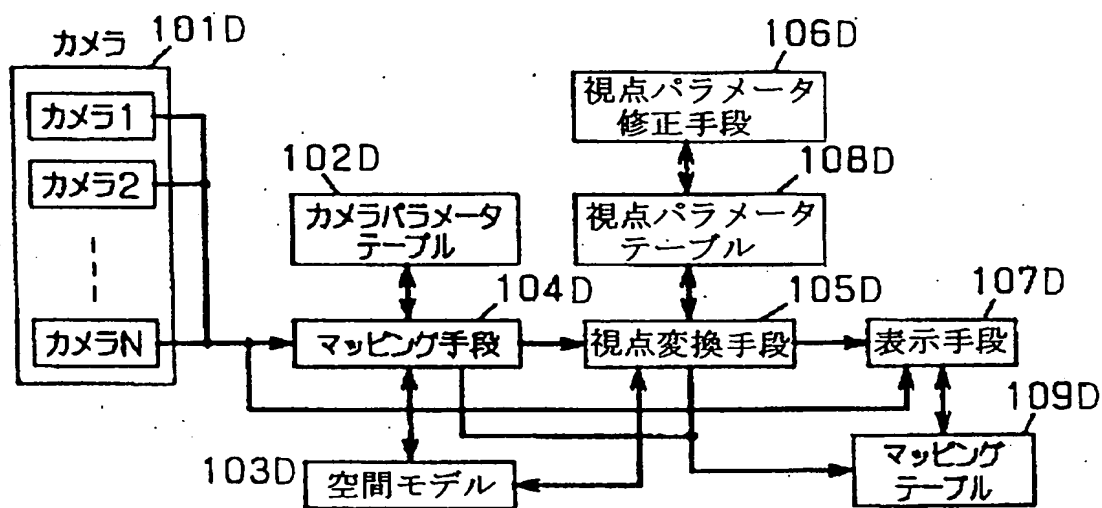 カメラ
101D
カメラ1
カメラ2
カメラN
102D
カメラパラメータ
テーブル
106D
視点パラメータ
修正手段
108D
視点パラメータ
テーブル
104D
マッピング手段
105D
視点変換手段
107D
表示手段
103D
空間モデル
109D
マッピング
テーブル